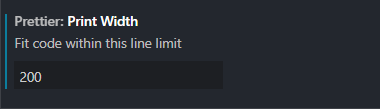 Prettier: Print Width
Fit code within this line limit
200